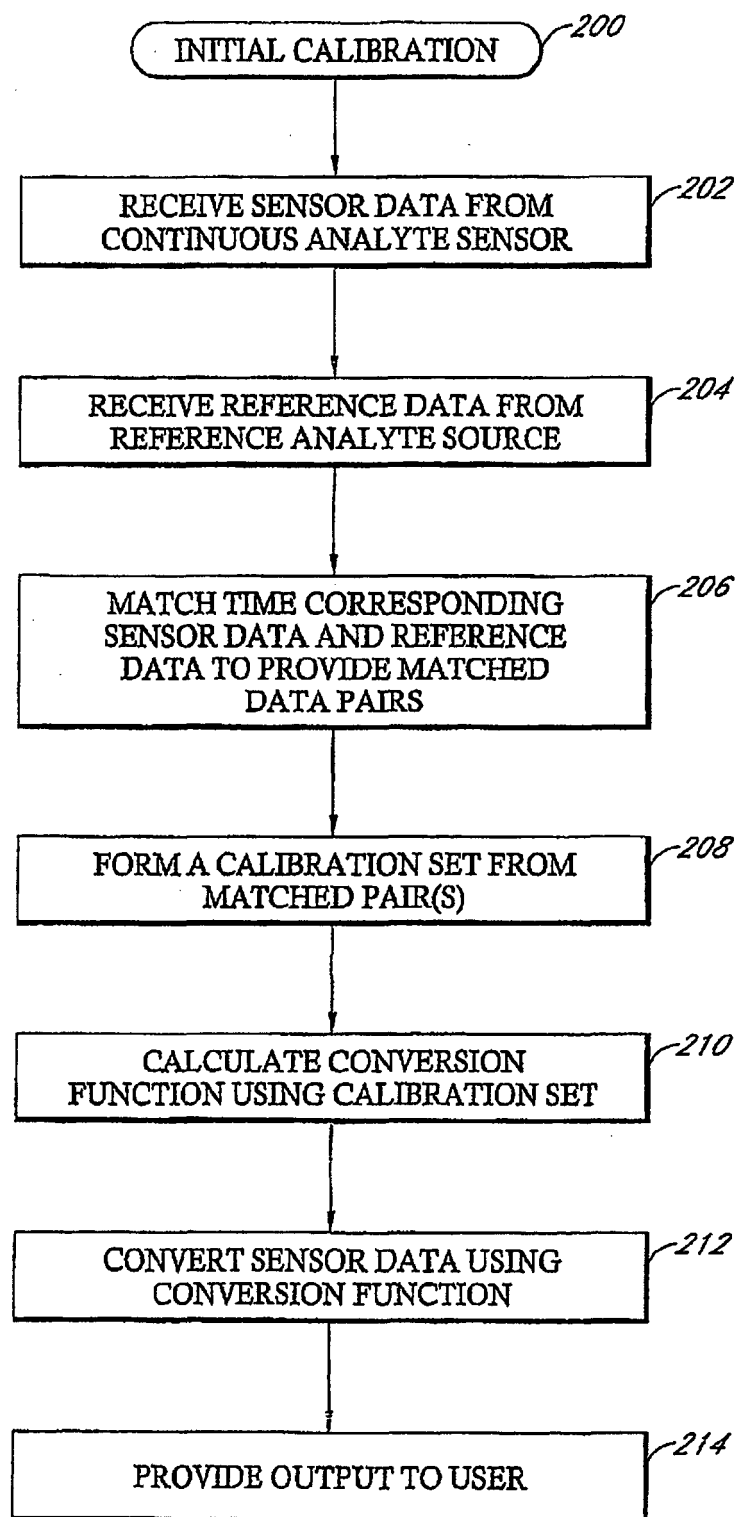 200
INITIAL CALIBRATION
202
RECEIVE SENSOR DATA FROM
CONTINUOUS ANALYTE SENSOR
204
RECEIVE REFERENCE DATA FROM
REFERENCE ANALYTE SOURCE
206
MATCH TIME CORRESPONDING
SENSOR DATA AND REFERENCE
DATA TO PROVIDE MATCHED
DATA PAIRS
208
FORM A CALIBRATION SET FROM
MATCHED PAIR(S)
210
CALCULATE CONVERSION
FUNCTION USING CALIBRATION SET
212
CONVERT SENSOR DATA USING
CONVERSION FUNCTION
214
PROVIDE OUTPUT TO USER